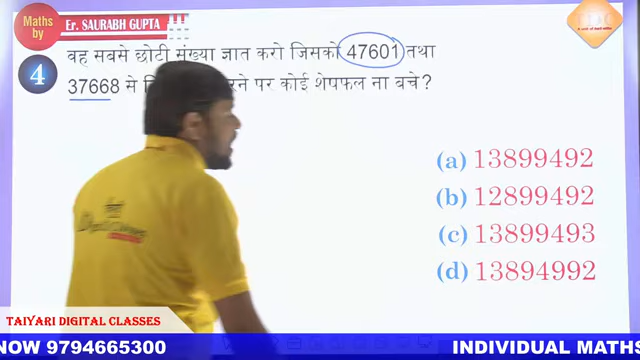 Maths
by
Er. SAURABH GUPTA
4
वह सबसे छोटी संख्या ज्ञात करो जिसको 47601 तथा
37668 से पर कोई शेषफल ना बचे?
(a) 13899492
(b) 12899492
(c) 13899493
(d) 13894992
TAIYARI DIGITAL CLASSES
NOW 9794665300
INDIVIDUAL MATHS